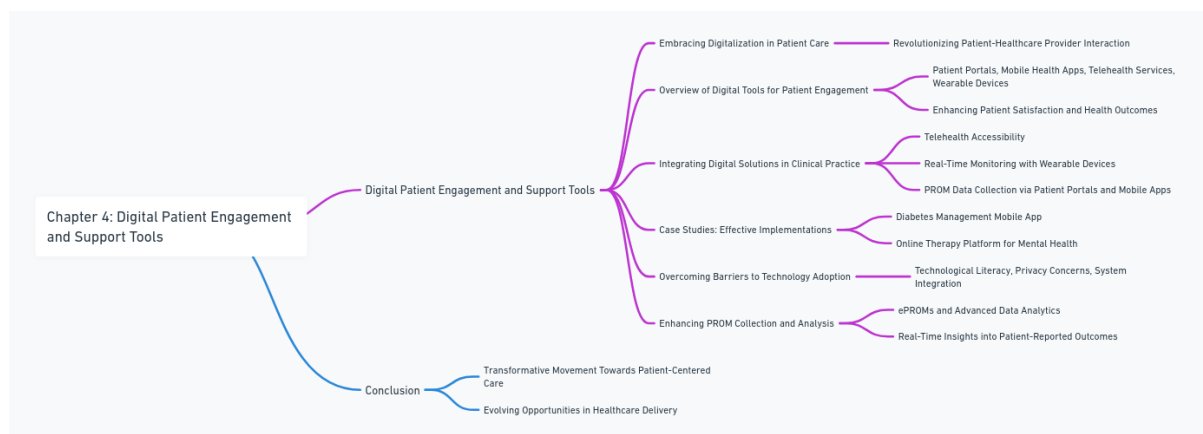 Chapter 4: Digital Patient Engagement
and Support Tools
Digital Patient Engagement and Support Tools
Embracing Digitalization in Patient Care
Revolutionizing Patient-Healthcare Provider Interaction
Overview of Digital Tools for Patient Engagement
Patient Portals, Mobile Health Apps, Telehealth Services,
Wearable Devices
Enhancing Patient Satisfaction and Health Outcomes
Integrating Digital Solutions in Clinical Practice
Telehealth Accessibility
Real-Time Monitoring with Wearable Devices
PROM Data Collection via Patient Portals and Mobile Apps
Case Studies: Effective Implementations
Diabetes Management Mobile App
Online Therapy Platform for Mental Health
Overcoming Barriers to Technology Adoption
Technological Literacy, Privacy Concerns, System
Integration
Enhancing PROM Collection and Analysis
ePROMs and Advanced Data Analytics
Real-Time Insights into Patient-Reported Outcomes
Conclusion
Transformative Movement Towards Patient-Centered
Care
Evolving Opportunities in Healthcare Delivery